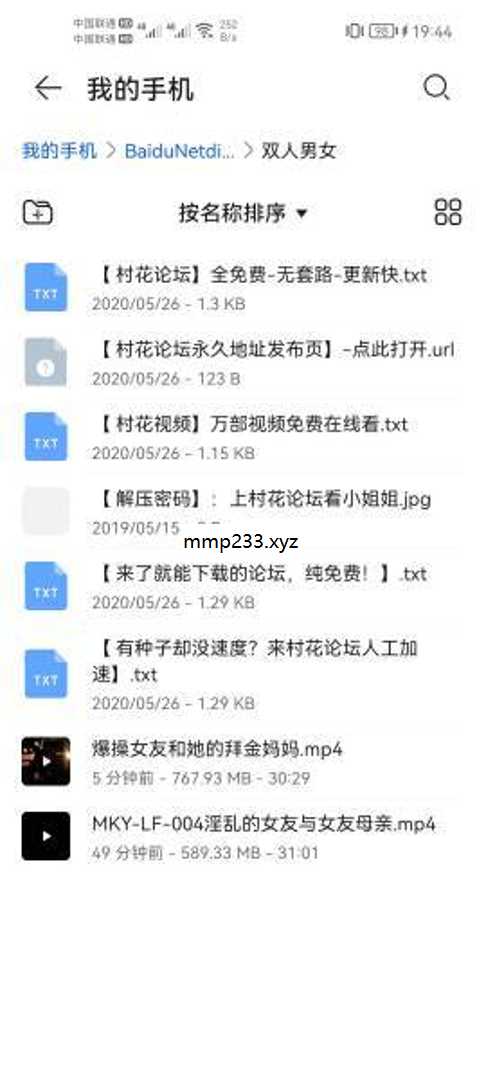 中国联通 HD 4G 4G 252
中国联通 HD B/s 98 19:44
我的手机
我的手机 > BaiduNetdi... > 双人男女
按名称排序
TXT
【 村花论坛】全免费-无套路-更新快.txt
2020/05/26 - 1.3 KB
?
【 村花论坛永久地址发布页】-点此打开.url
2020/05/26 - 123 B
TXT
【 村花视频】万部视频免费在线看.txt
2020/05/26 - 1.15 KB
【 解压密码】：上村花论坛看小姐姐.jpg
2019/05/15
mmp233.xyz
TXT
【 来了就能下载的论坛，纯免费！】.txt
2020/05/26 - 1.29 KB
TXT
【 有种子却没速度？来村花论坛人工加
速】.txt
2020/05/26 - 1.29 KB
爆操女友和她的拜金妈妈.mp4
5 分钟前 - 767.93 MB - 30:29
MKY-LF-004淫乱的女友与女友母亲.mp4
49 分钟前 - 589.33 MB - 31:01